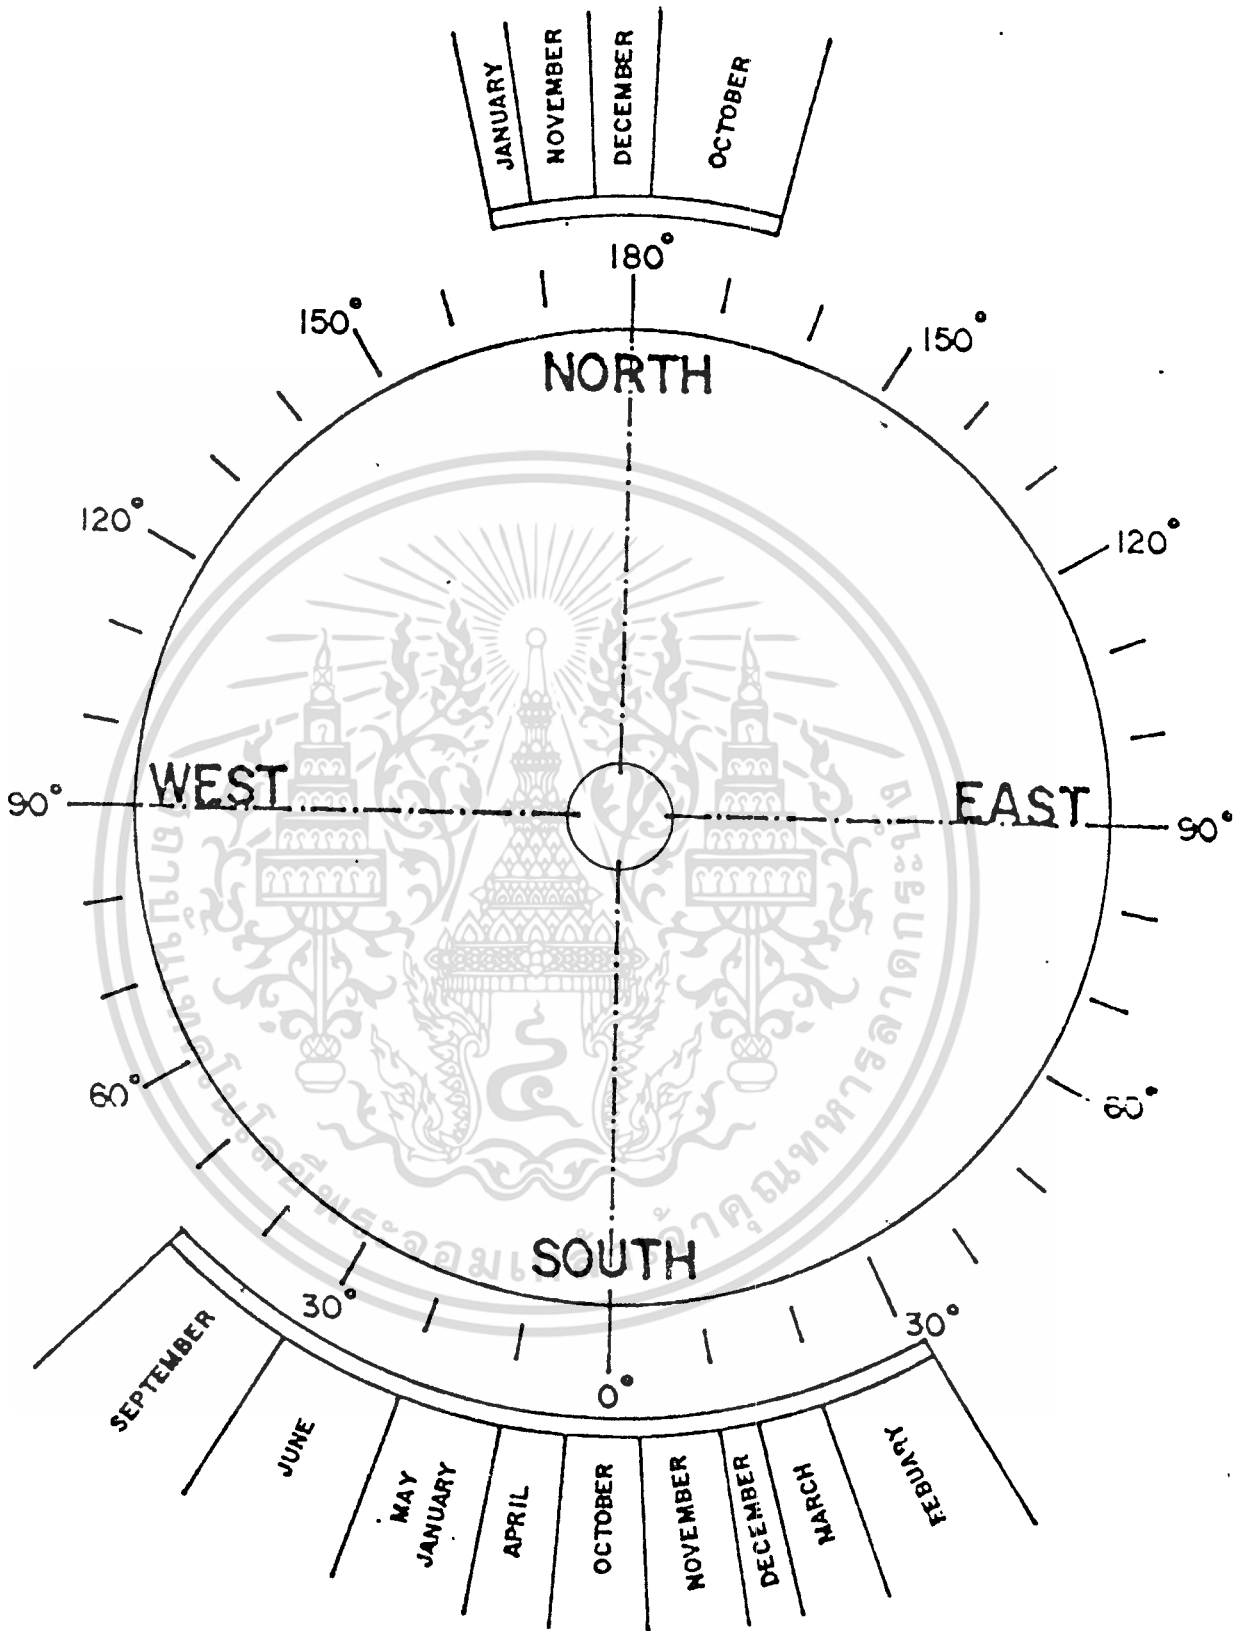 JANUARY
NOVEMBER
DECEMBER
OCTOBER
180°
150°
150°
NORTH
120°
120°
WEST
EAST
90°
90°
60°
60°
SOUTH
30°
30°
0°
SEPTEMBER
JUNE
MAY
JANUARY
APRIL
OCTOBER
NOVEMBER
DECEMBER
MARCH
FEBUARY